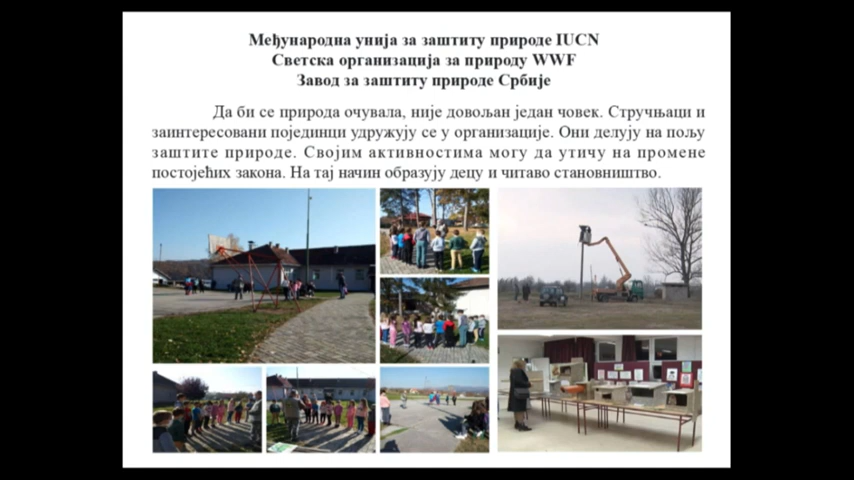 Међународна унија за заштиту природе IUCN
Светска организација за природу WWF
Завод за заштиту природе Србије
Да би се природа очувала, није довољан један човек. Стручњаци и
заинтересовани појединци удружују се у организације. Они делују на пољу
заштите природе. Својим активностима могу да утичу на промене
постојећих закона. На тај начин образују децу и читаво становништво.